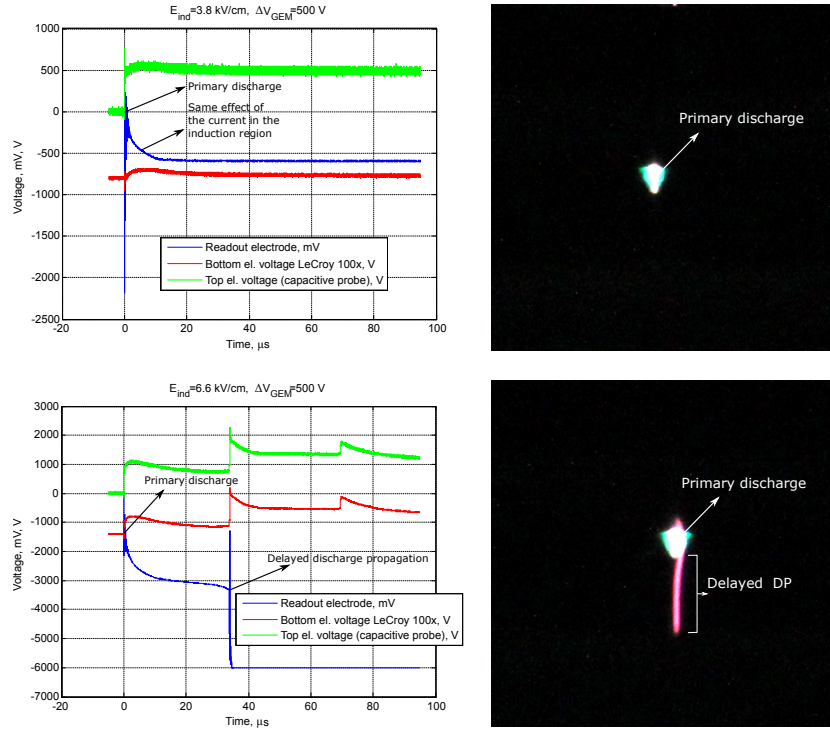 E_ind=3.8 kV/cm, ΔV_GEM=500 V
1000
500
0
-500
-1000
-1500
-2000
-2500
-20
0
20
40
60
80
100
Voltage, mV, V
Time, μs
Primary discharge
Same effect of
the current in the
induction region
Readout electrode, mV
Bottom el. voltage LeCroy 100x, V
Top el. voltage (capacitive probe), V
Primary discharge
E_ind=6.6 kV/cm, ΔV_GEM=500 V
3000
2000
1000
0
-1000
-2000
-3000
-4000
-5000
-6000
-7000
-20
0
20
40
60
80
100
Voltage, mV, V
Time, μs
Primary discharge
Delayed discharge propagation
Readout electrode, mV
Bottom el. voltage LeCroy 100x, V
Top el. voltage (capacitive probe), V
Primary discharge
Delayed DP